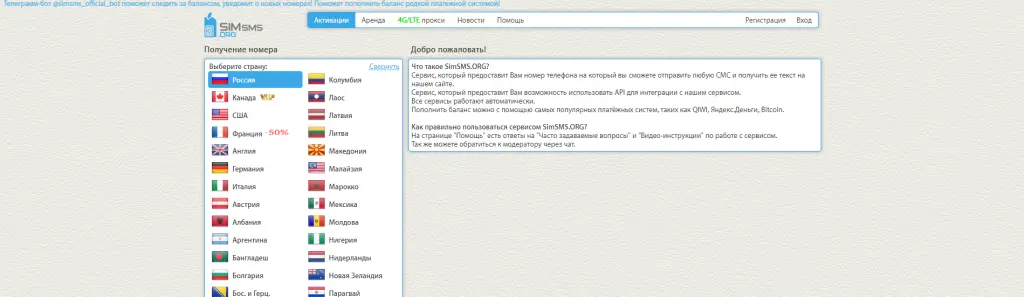 Телеграмм-бот @simsms_official_bot поможет следить за балансом, уведомит о новых номерах! Поможет пополнить баланс редкой платежной системой!
SIMSMS
.ORG
Активации Аренда 4G/LTE прокси Новости Помощь Регистрация Вход
Получение номера
Выберите страну: Свернуть
Россия Колумбия
Канада VIP Лаос
США Латвия
Франция -50% Литва
Англия Македония
Германия Малайзия
Италия Марокко
Австрия Мексика
Албания Молдова
Аргентина Нигерия
Бангладеш Нидерланды
Болгария Новая Зеландия
Бос. и Герц. Парагвай
Добро пожаловать!
Что такое SimSMS.ORG?
Сервис, который предоставит Вам номер телефона на который вы сможете отправить любую СМС и получить ее текст на
нашем сайте.
Сервис, который предоставит Вам возможность использовать API для интеграции с нашим сервисом.
Все сервисы работают автоматически.
Пополнить баланс можно с помощью самых популярных платёжных систем, таких как QIWI, Яндекс.Деньги, Bitcoin.
Как правильно пользоваться сервисом SimSMS.ORG?
На странице "Помощь" есть ответы на "Часто задаваемые вопросы" и "Видео-инструкции" по работе с сервисом.
Так же можете обратиться к модератору через чат.